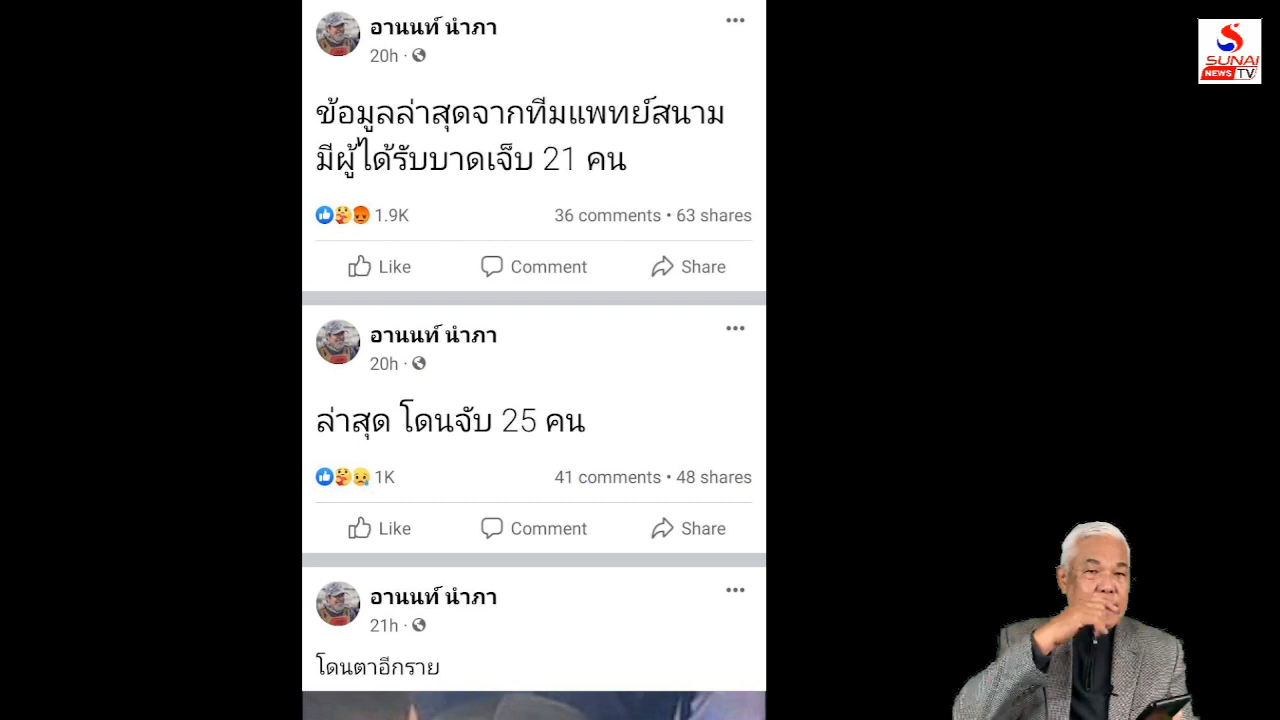 SUNAI
NEWS TV
อานนท์ นำภา
20h
ข้อมูลล่าสุดจากทีมแพทย์สนาม
มีผู้ได้รับบาดเจ็บ 21 คน
1.9K 36 comments • 63 shares
Like Comment Share
อานนท์ นำภา
20h
ล่าสุด โดนจับ 25 คน
1K 41 comments • 48 shares
Like Comment Share
อานนท์ นำภา
21h
โดนตาอีกราย